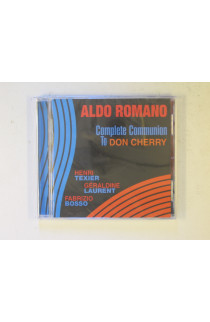 ALDO ROMANO
Complete Communion
To DON CHERRY
HENRI
TEXIER
GÉRALDINE
LAURENT
FABRIZIO
BOSSO